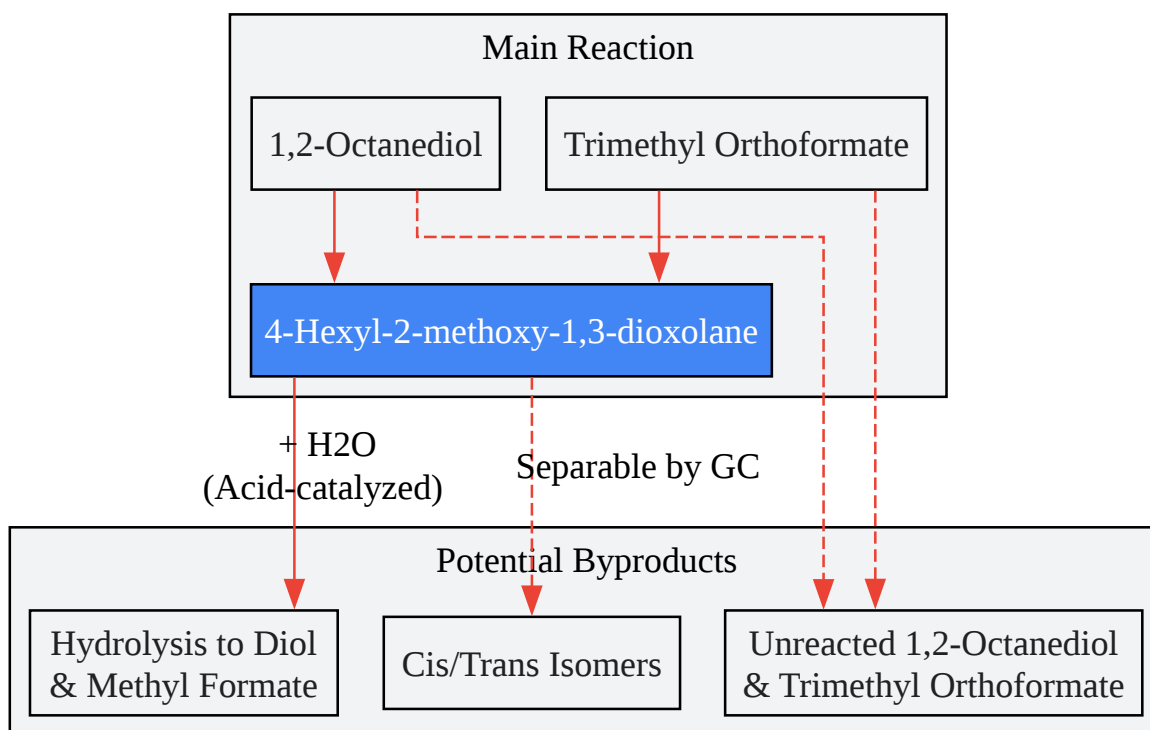 Main Reaction
1,2-Octanediol
Trimethyl Orthoformate
4-Hexyl-2-methoxy-1,3-dioxolane
+ H2O
(Acid-catalyzed)
Separable by GC
Potential Byproducts
Hydrolysis to Diol
& Methyl Formate
Cis/Trans Isomers
Unreacted 1,2-Octanediol
& Trimethyl Orthoformate